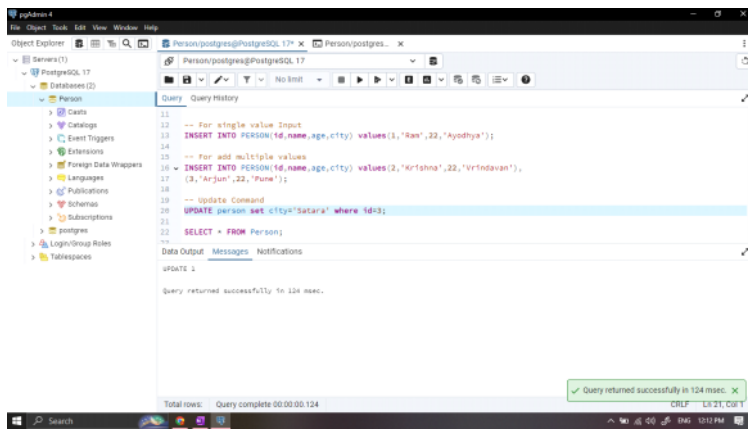 pgAdmin 4
File Object Tools Edit View Window Help
Object Explorer
Person/postgres@PostgreSQL 17*
Person/postgres...
Servers (1)
PostgreSQL 17
Databases (2)
Person
Casts
Catalogs
Event Triggers
Extensions
Foreign Data Wrappers
Languages
Publications
Schemas
Subscriptions
postgres
Login/Group Roles
Tablespaces
Person/postgres@PostgreSQL 17
No limit
Query Query History
11
12 -- For single value Input
13 INSERT INTO PERSON(id,name,age,city) values(1,'Ram',22,'Ayodhya');
14
15 -- For add multiple values
16 INSERT INTO PERSON(id,name,age,city) values(2,'Krishna',22,'Vrindavan'),
17 (3,'Arjun',22,'Pune');
18
19 -- Update Command
20 UPDATE person set city='Satara' where id=3;
21
22 SELECT * FROM Person;
Data Output Messages Notifications
UPDATE 1
Query returned successfully in 124 msec.
Query returned successfully in 124 msec.
Total rows: Query complete 00:00:00.124
CRLF Ln 21, Col 1
Search
ENG 12:12 PM